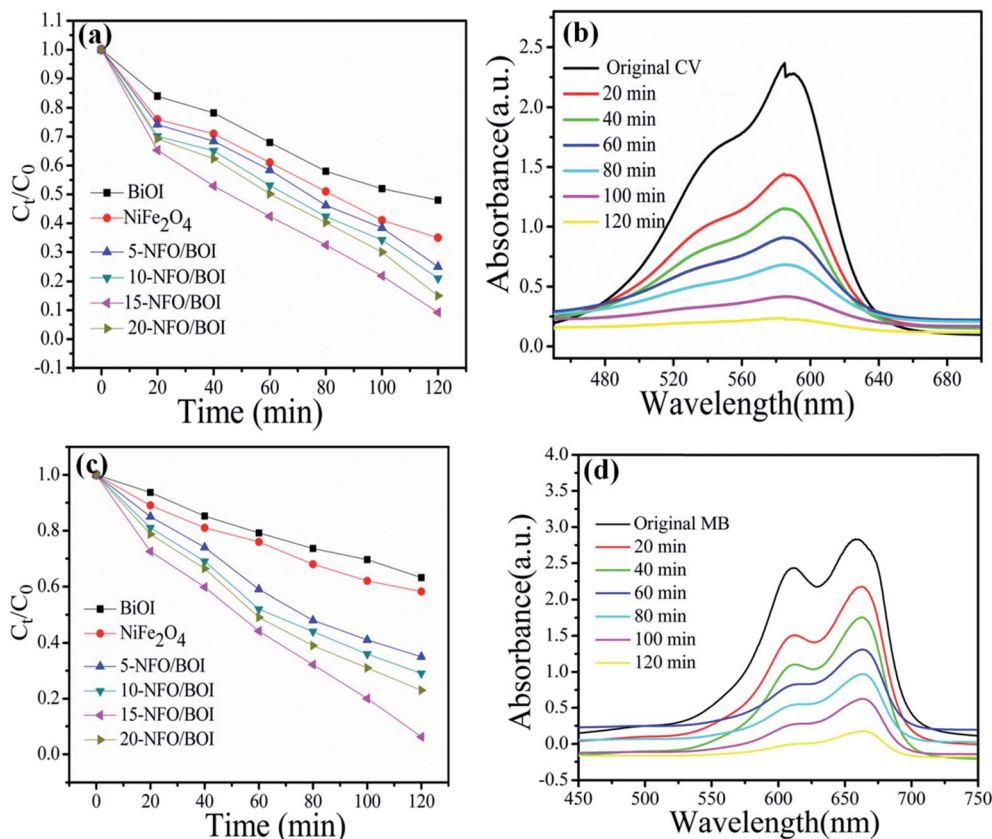 (a)
1.1
1.0
0.9
0.8
0.7
0.6
0.5
0.4
0.3
0.2
0.1
0.0
-0.1
Cₜ/C₀
BiOI
NiFe₂O₄
5-NFO/BOI
10-NFO/BOI
15-NFO/BOI
20-NFO/BOI
0 20 40 60 80 100 120
Time (min)
(b)
2.5
2.0
1.5
1.0
0.5
0.0
Absorbance(a.u.)
Original CV
20 min
40 min
60 min
80 min
100 min
120 min
480 520 560 600 640 680
Wavelength(nm)
(c)
1.0
0.8
0.6
0.4
0.2
0.0
Cₜ/C₀
BiOI
NiFe₂O₄
5-NFO/BOI
10-NFO/BOI
15-NFO/BOI
20-NFO/BOI
0 20 40 60 80 100 120
Time (min)
(d)
4.0
3.5
3.0
2.5
2.0
1.5
1.0
0.5
0.0
-0.5
Absorbance(a.u.)
Original MB
20 min
40 min
60 min
80 min
100 min
120 min
450 500 550 600 650 700 750
Wavelength(nm)